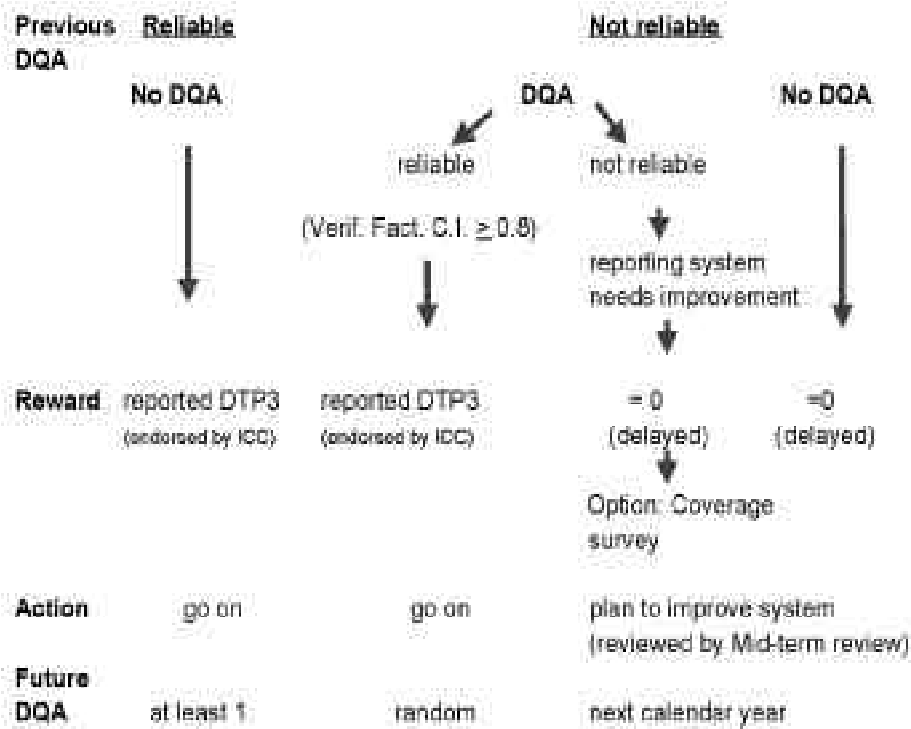 Previous Reliable Not reliable
DQA
No DQA DQA No DQA
reliable not reliable
(Verif. Fact. C.I. ≥ 0.8)
reporting system
needs improvement
Reward reported DTP3 reported DTP3 = 0 =0
(endorsed by ICC) (endorsed by ICC) (delayed) (delayed)
Option: Coverage
survey
Action go on go on plan to improve system
(reviewed by Mid-term review)
Future
DQA at least 1 random next calendar year